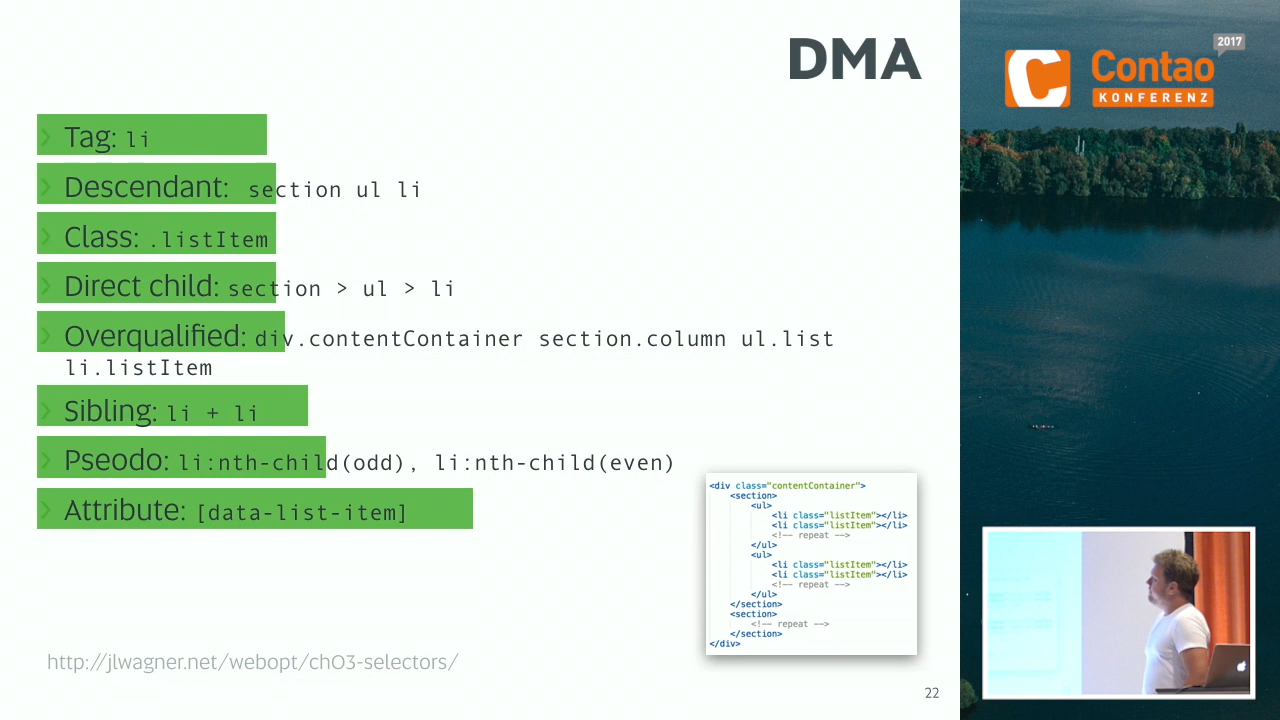 DMA
Tag: li
Descendant: section ul li
Class: .listItem
Direct child: section > ul > li
Overqualified: div.contentContainer section.column ul.list
li.listItem
Sibling: li + li
Pseodo: li:nth-child(odd), li:nth-child(even)
Attribute: [data-list-item]
<div class="contentContainer">
<section>
<ul>
<li class="listItem"></li>
<li class="listItem"></li>
<!-- repeat -->
</ul>
<ul>
<li class="listItem"></li>
<li class="listItem"></li>
<!-- repeat -->
</ul>
</section>
<section>
<!-- repeat -->
</section>
</div>
http://jlwagner.net/webopt/ch03-selectors/
22
2017
Contao
KONFERENZ